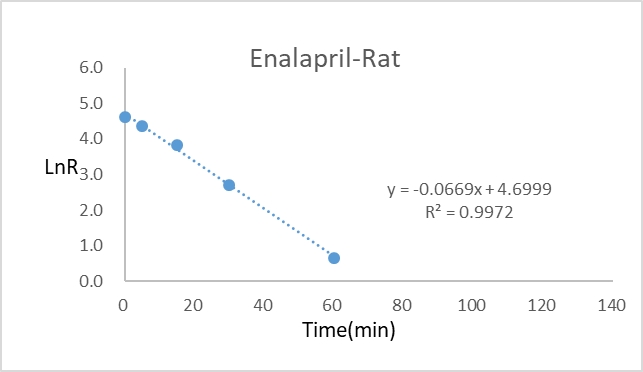 Enalapril-Rat
6.0
5.0
4.0
LnR
3.0
2.0
1.0
0.0
y = -0.0669x + 4.6999
R² = 0.9972
0 20 40 60 80 100 120 140
Time(min)